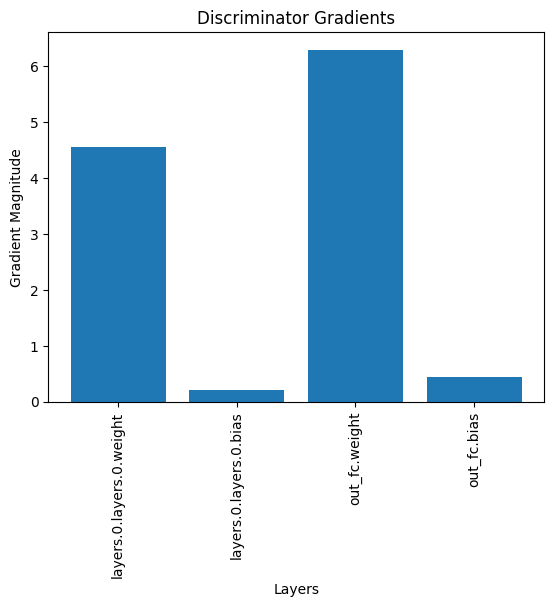 Discriminator Gradients
Gradient Magnitude
6
5
4
3
2
1
0
layers.0.layers.0.weight
layers.0.layers.0.bias
out_fc.weight
out_fc.bias
Layers